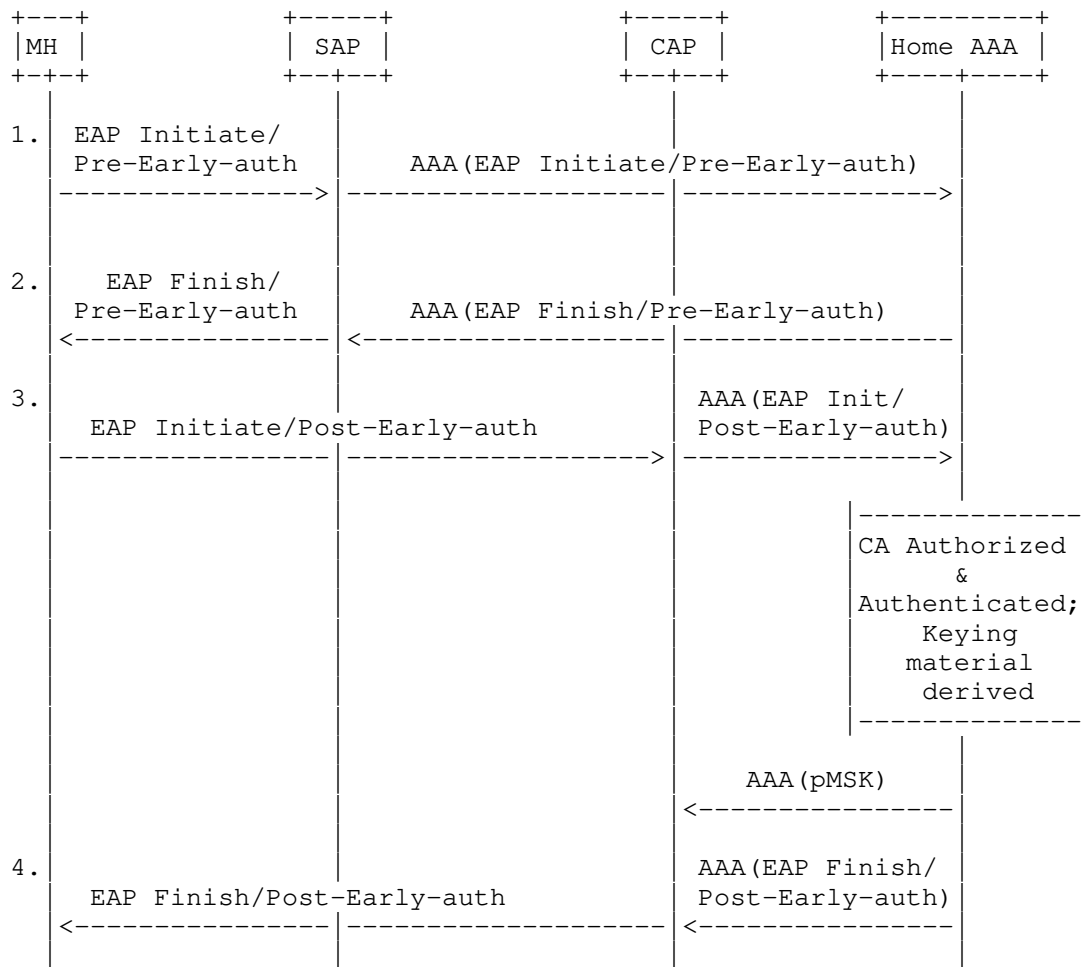 MH SAP CAP Home AAA
1. EAP Initiate/
Pre-Early-auth AAA(EAP Initiate/Pre-Early-auth)
2. EAP Finish/
Pre-Early-auth AAA(EAP Finish/Pre-Early-auth)
3. AAA(EAP Init/
EAP Initiate/Post-Early-auth Post-Early-auth)
CA Authorized
&
Authenticated;
Keying
material
derived
AAA(pMSK)
4. AAA(EAP Finish/
EAP Finish/Post-Early-auth Post-Early-auth)